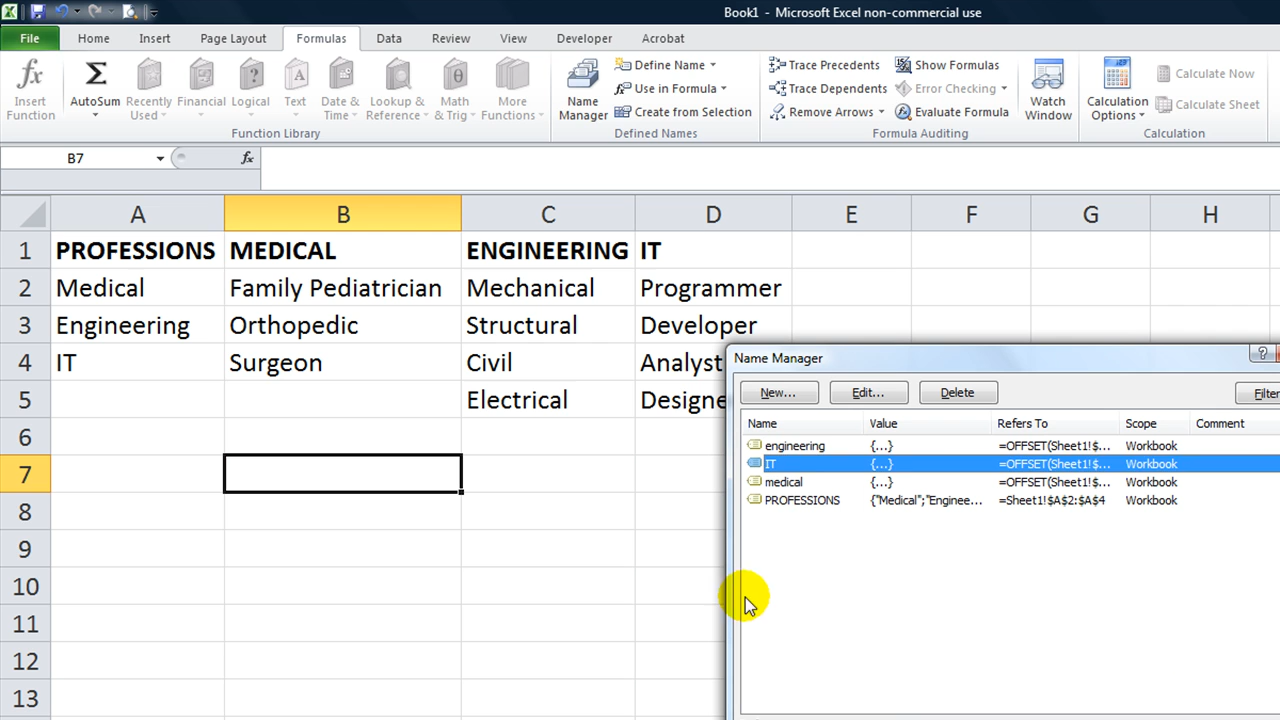 Book1 - Microsoft Excel non-commercial use
File Home Insert Page Layout Formulas Data Review View Developer Acrobat
fx Insert Function
Σ AutoSum
Recently Used
Financial
Logical
A Text
Date & Time
Lookup & Reference
θ Math & Trig
More Functions
Function Library
Name Manager
Define Name
Use in Formula
Create from Selection
Defined Names
Trace Precedents
Trace Dependents
Remove Arrows
Show Formulas
Error Checking
Evaluate Formula
Formula Auditing
Watch Window
Calculation Options
Calculate Now
Calculate Sheet
Calculation
B7 fx
A B C D E F G H
1 PROFESSIONS MEDICAL ENGINEERING IT
2 Medical Family Pediatrician Mechanical Programmer
3 Engineering Orthopedic Structural Developer
4 IT Surgeon Civil Analyst
5 Electrical Designe
6
7
8
9
10
11
12
13
Name Manager ?
New... Edit... Delete Filter
Name Value Refers To Scope Comment
engineering {...} =OFFSET(Sheet1!$... Workbook
IT {...} =OFFSET(Sheet1!$... Workbook
medical {...} =OFFSET(Sheet1!$... Workbook
PROFESSIONS {"Medical";"Enginee... =Sheet1!$A$2:$A$4 Workbook